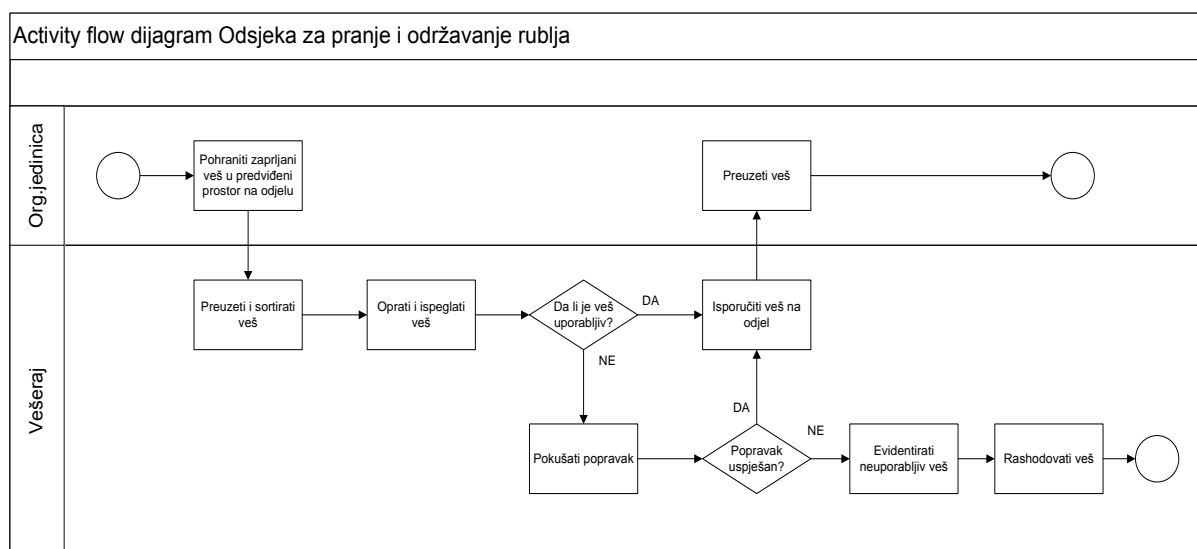 Activity flow dijagram Odsjeka za pranje i održavanje rublja
Org.jedinica
Pohraniti zaprljani
veš u predviđeni
prostor na odjelu
Preuzeti veš
Vešeraj
Preuzeti i sortirati
veš
Oprati i ispeglati
veš
Da li je veš
uporabljiv?
DA
Isporučiti veš na
odjel
NE
DA
Pokušati popravak
Popravak
uspješan?
NE
Evidentirati
neuporabljiv veš
Rashodovati veš